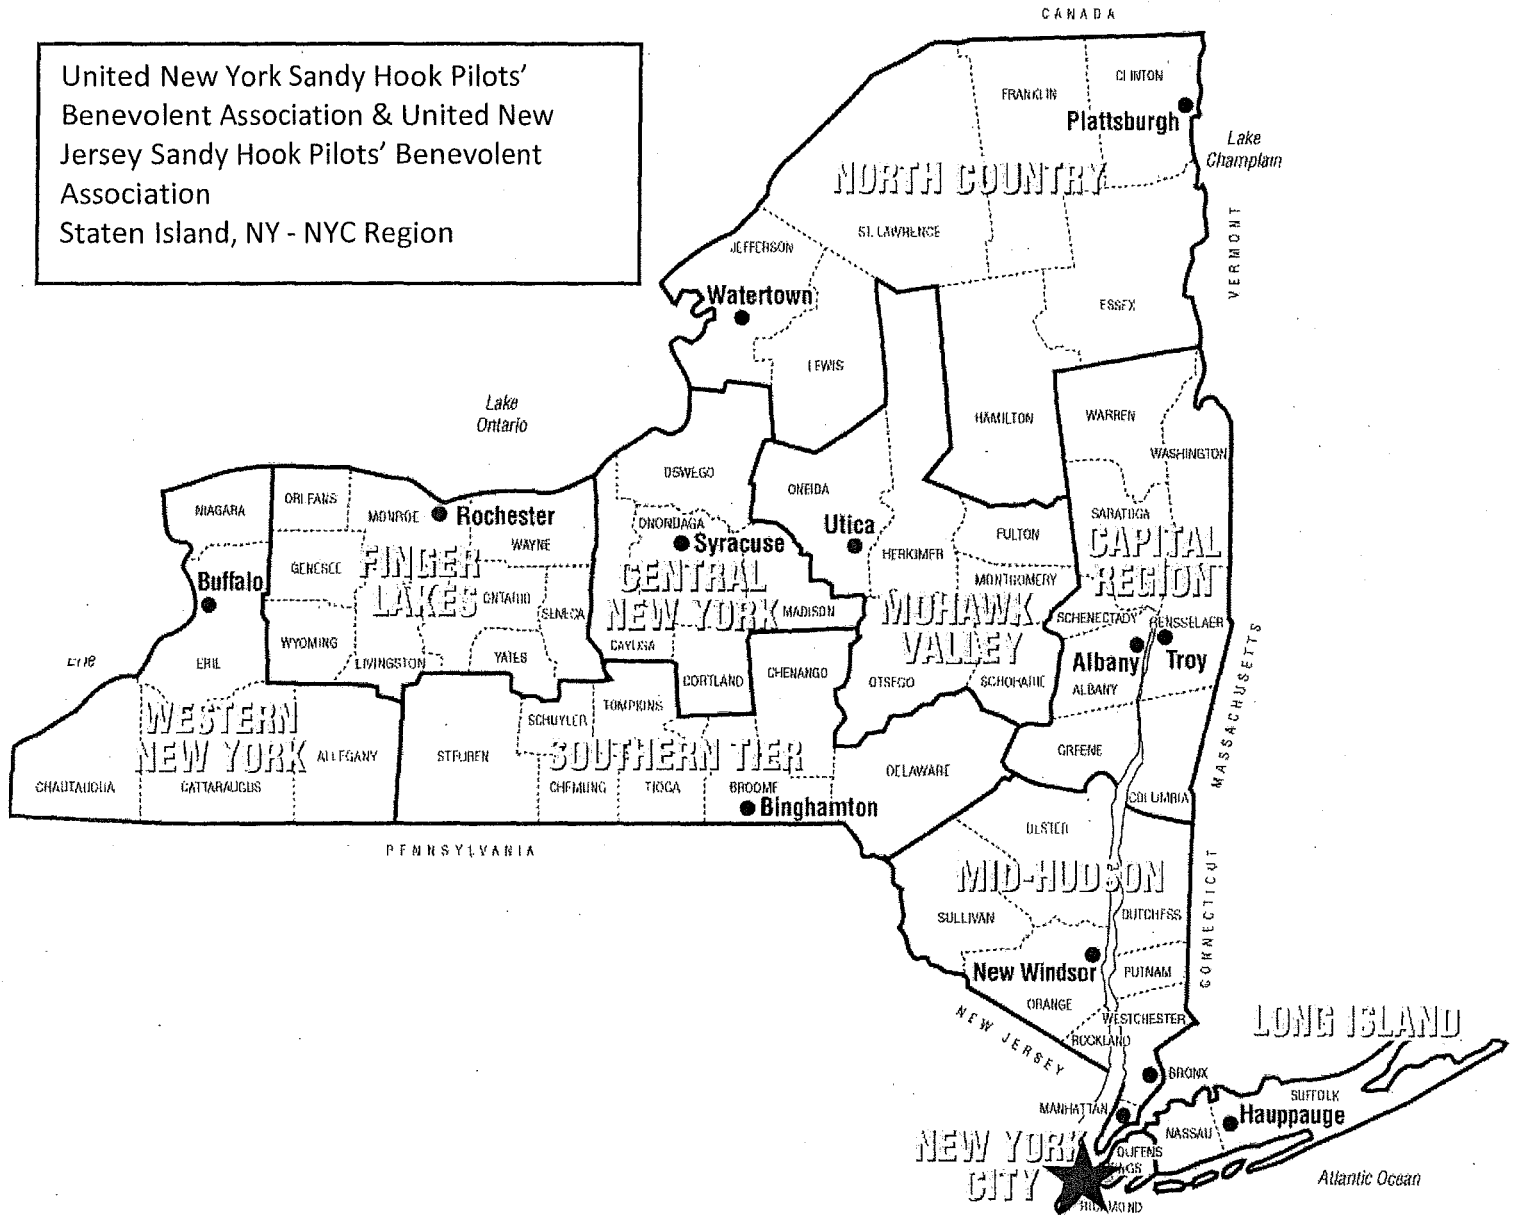 CANADA
United New York Sandy Hook Pilots'
Benevolent Association & United New
Jersey Sandy Hook Pilots' Benevolent
Association
Staten Island, NY - NYC Region
CLINTON
FRANKLIN
Plattsburgh
Lake
Champlain
NORTH COUNTRY
VERMONT
ST. LAWRENCE
JEFFERSON
Watertown
ESSEX
LEWIS
Lake
Ontario
HAMILTON
WARREN
WASHINGTON
OSWEGO
ONEIDA
NIAGARA
ORLEANS
MONROE
Rochester
ONONDAGA
Utica
SARATOGA
FULTON
WAYNE
Syracuse
HERKIMER
CAPITAL
REGION
FINGER
LAKES
GENESEE
CENTRAL
NEW YORK
MONTGOMERY
Buffalo
ONTARIO
SENECA
MADISON
MOHAWK
VALLEY
SCHENECTADY
RENSSELAER
WYOMING
LIVINGSTON
YATES
CAYUGA
Erie
ERIE
CORTLAND
CHENANGO
OTSEGO
SCHOHARIE
Albany
Troy
ALBANY
MASSACHUSETTS
WESTERN
NEW YORK
SCHUYLER
TOMPKINS
ALLEGANY
STEUBEN
SOUTHERN TIER
GREENE
DELAWARE
CHAUTAUQUA
CATTARAUGUS
CHEMUNG
TIOGA
BROOME
COLUMBIA
Binghamton
PENNSYLVANIA
ULSTER
MID-HUDSON
CONNECTICUT
SULLIVAN
DUTCHESS
New Windsor
PUTNAM
ORANGE
NEW JERSEY
WESTCHESTER
ROCKLAND
LONG ISLAND
BRONX
SUFFOLK
MANHATTAN
Hauppauge
NASSAU
NEW YORK
CITY
QUEENS
Atlantic Ocean
RICHMOND